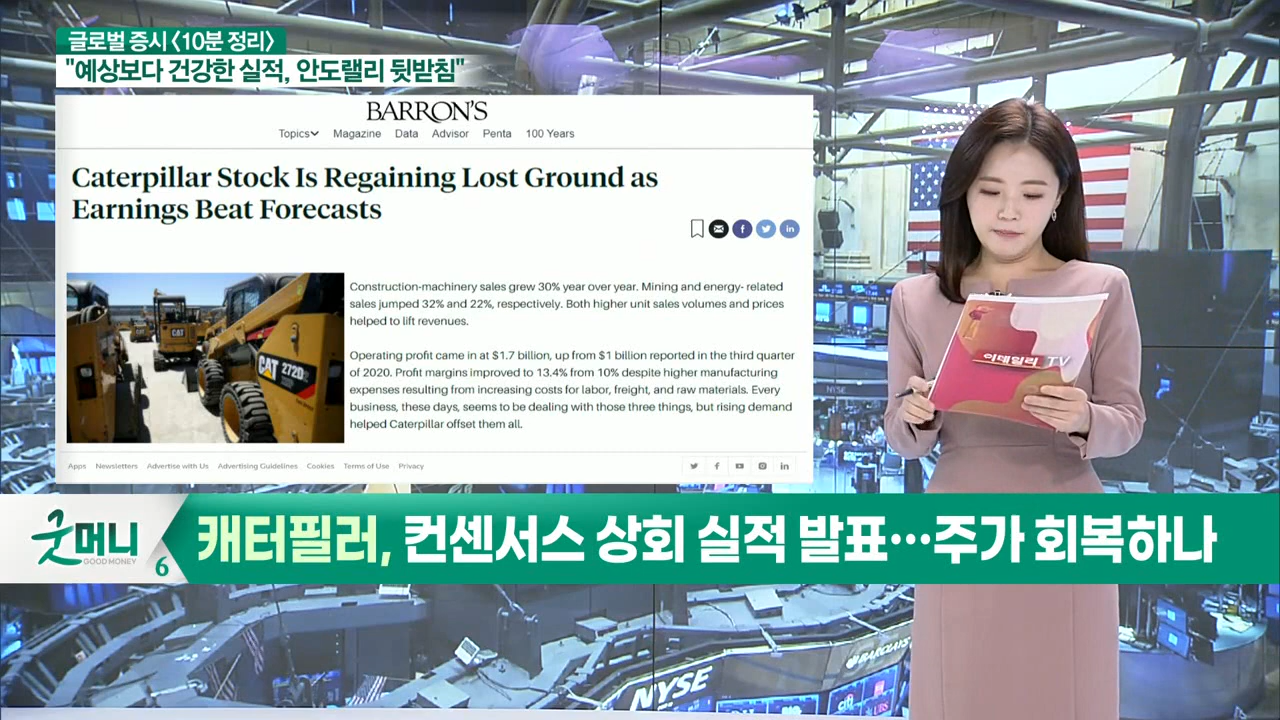 글로벌 증시 <10분 정리>
"예상보다 건강한 실적, 안도랠리 뒷받침"
BARRON'S
Topics Magazine Data Advisor Penta 100 Years
Caterpillar Stock Is Regaining Lost Ground as
Earnings Beat Forecasts
Construction-machinery sales grew 30% year over year. Mining and energy- related
sales jumped 32% and 22%, respectively. Both higher unit sales volumes and prices
helped to lift revenues.
Operating profit came in at $1.7 billion, up from $1 billion reported in the third quarter
of 2020. Profit margins improved to 13.4% from 10% despite higher manufacturing
expenses resulting from increasing costs for labor, freight, and raw materials. Every
business, these days, seems to be dealing with those three things, but rising demand
helped Caterpillar offset them all.
CAT
CAT 272D
Apps Newsletters Advertise with Us Advertising Guidelines Cookies Terms of Use Privacy
이데일리 TV
NYSE
굿머니
GOOD MONEY
6
캐터필러, 컨센서스 상회 실적 발표…주가 회복하나
NYSE
BARCLAYS
citi
UBS